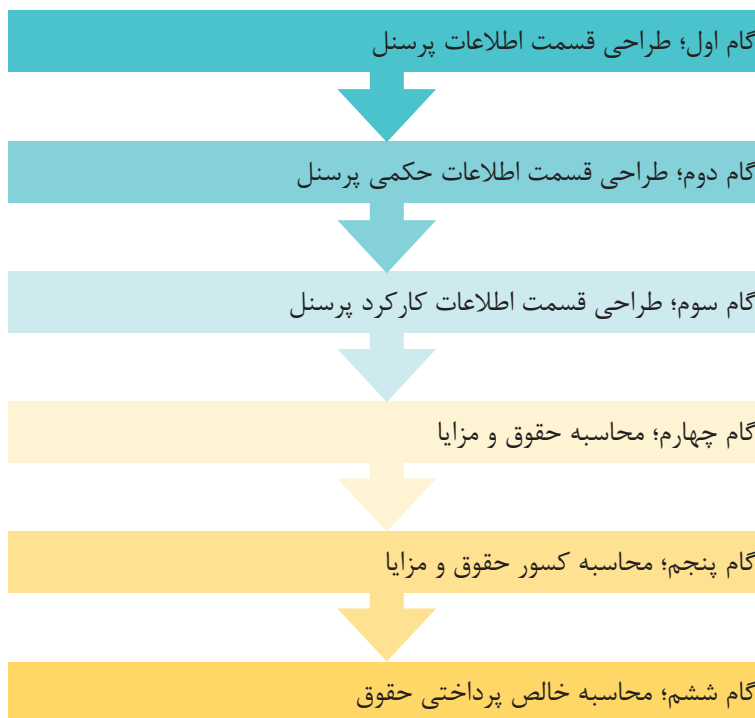 گام اول؛ طراحی قسمت اطلاعات پرسنل
گام دوم؛ طراحی قسمت اطلاعات حکمی پرسنل
گام سوم؛ طراحی قسمت اطلاعات کارکرد پرسنل
گام چهارم؛ محاسبه حقوق و مزایا
گام پنجم؛ محاسبه کسور حقوق و مزایا
گام ششم؛ محاسبه خالص پرداختی حقوق